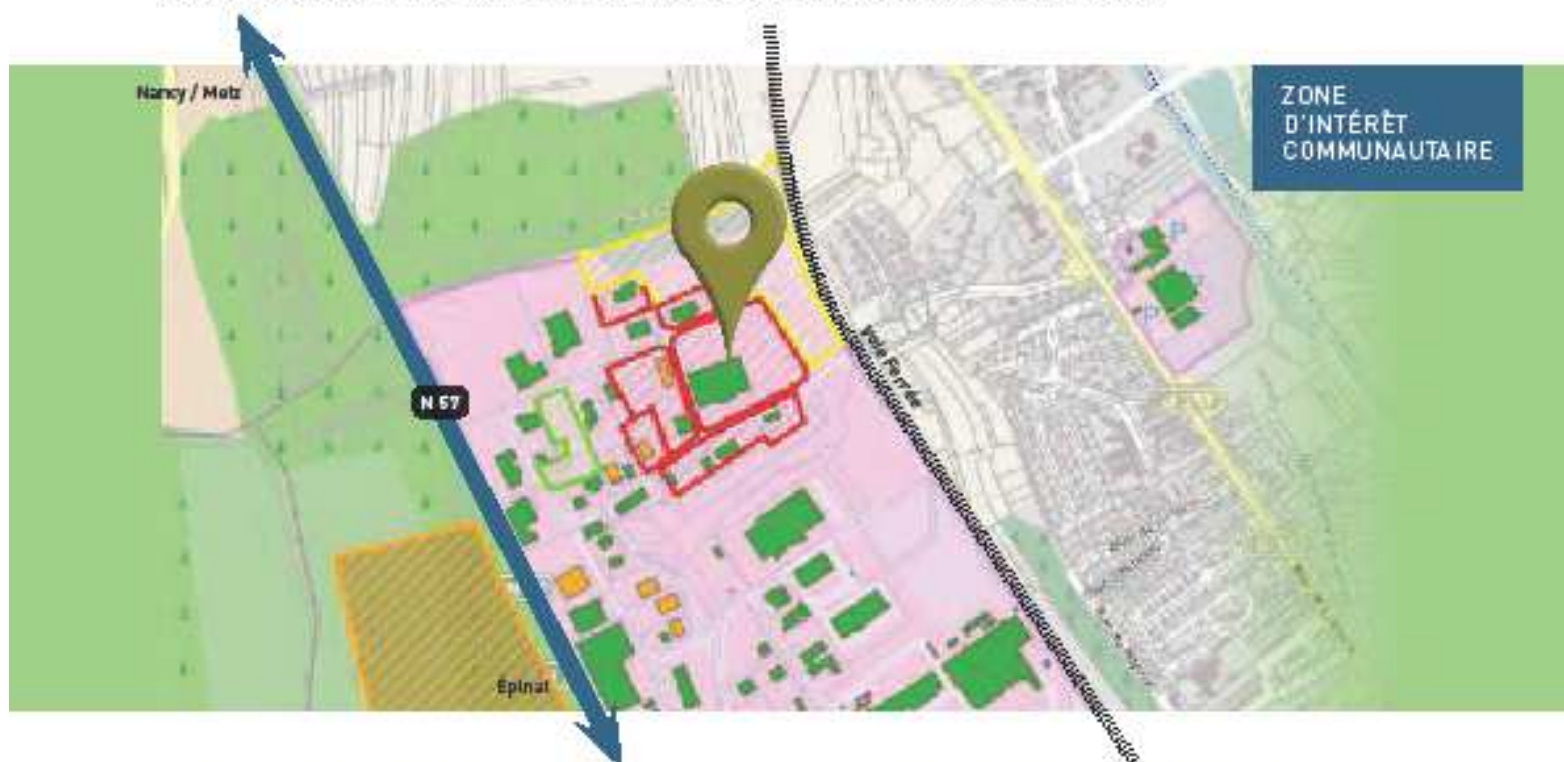 Nancy / Metz
ZONE
D'INTÉRÊT
COMMUNAUTAIRE
P
Voie Ferrée
N 57
P
Epinal